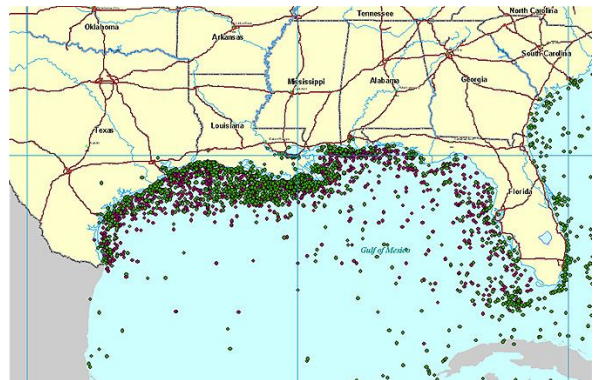 Tennessee
North Carolina
Oklahoma
Arkansas
South Carolina
Mississippi
Alabama
Georgia
Louisiana
Texas
Florida
Gulf of Mexico